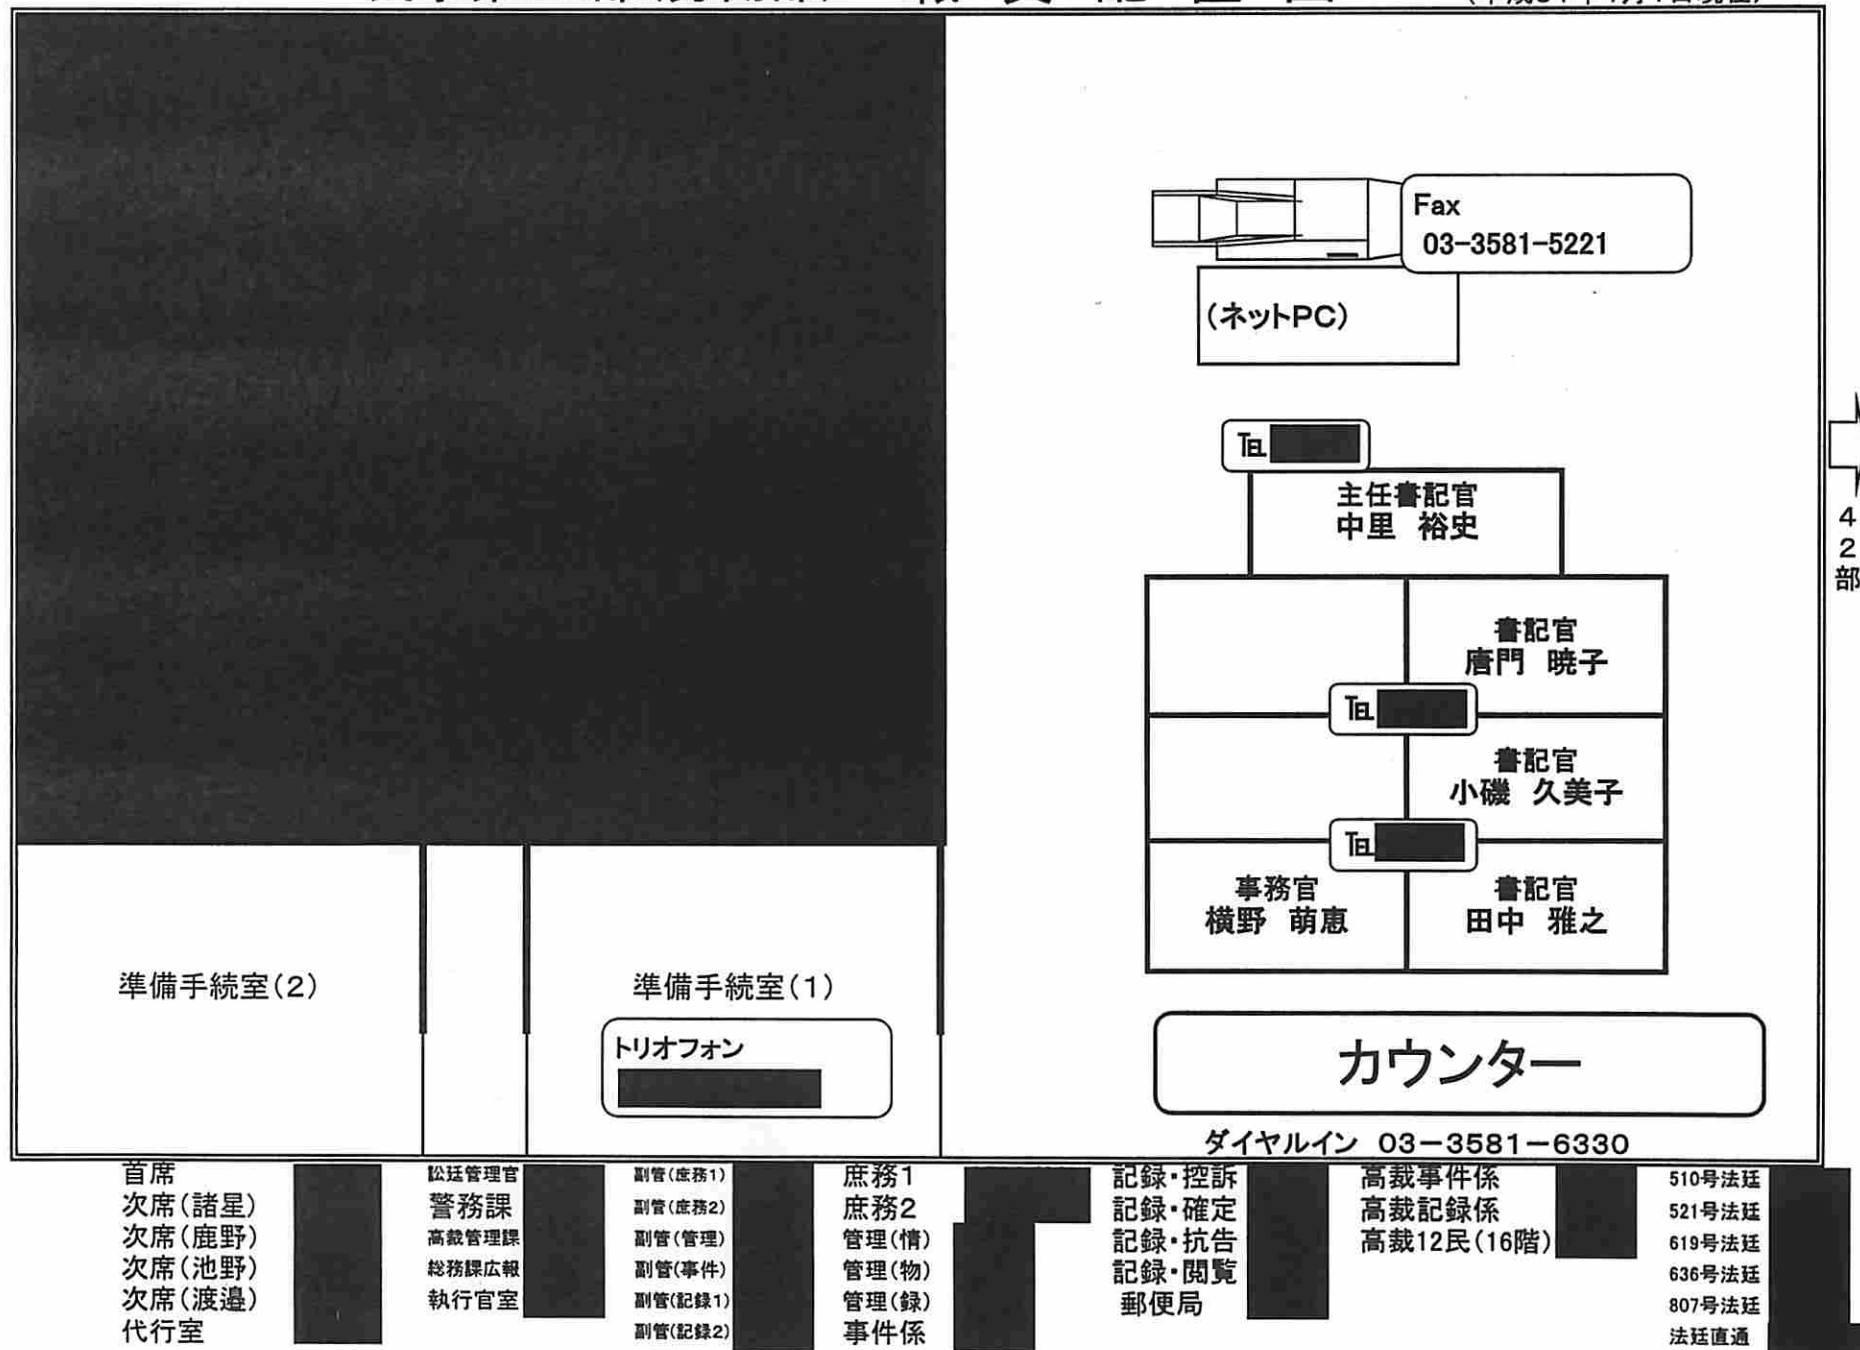 Fax
03-3581-5221
(ネットPC)
TEL
主任書記官
中里 裕史
4
2
部
書記官
唐門 暁子
TEL
書記官
小磯 久美子
TEL
事務官
横野 萌恵
書記官
田中 雅之
準備手続室(2)
準備手続室(1)
トリオフォン
カウンター
ダイヤルイン 03-3581-6330
首席
次席(諸星)
次席(鹿野)
次席(池野)
次席(渡邉)
代行室
訟廷管理官
警務課
高裁管理課
総務課広報
執行官室
副管(庶務1)
副管(庶務2)
副管(管理)
副管(事件)
副管(記録1)
副管(記録2)
庶務1
庶務2
管理(情)
管理(物)
管理(録)
事件係
記録・控訴
記録・確定
記録・抗告
記録・閲覧
郵便局
高裁事件係
高裁記録係
高裁12民(16階)
510号法廷
521号法廷
619号法廷
636号法廷
807号法廷
法廷直通